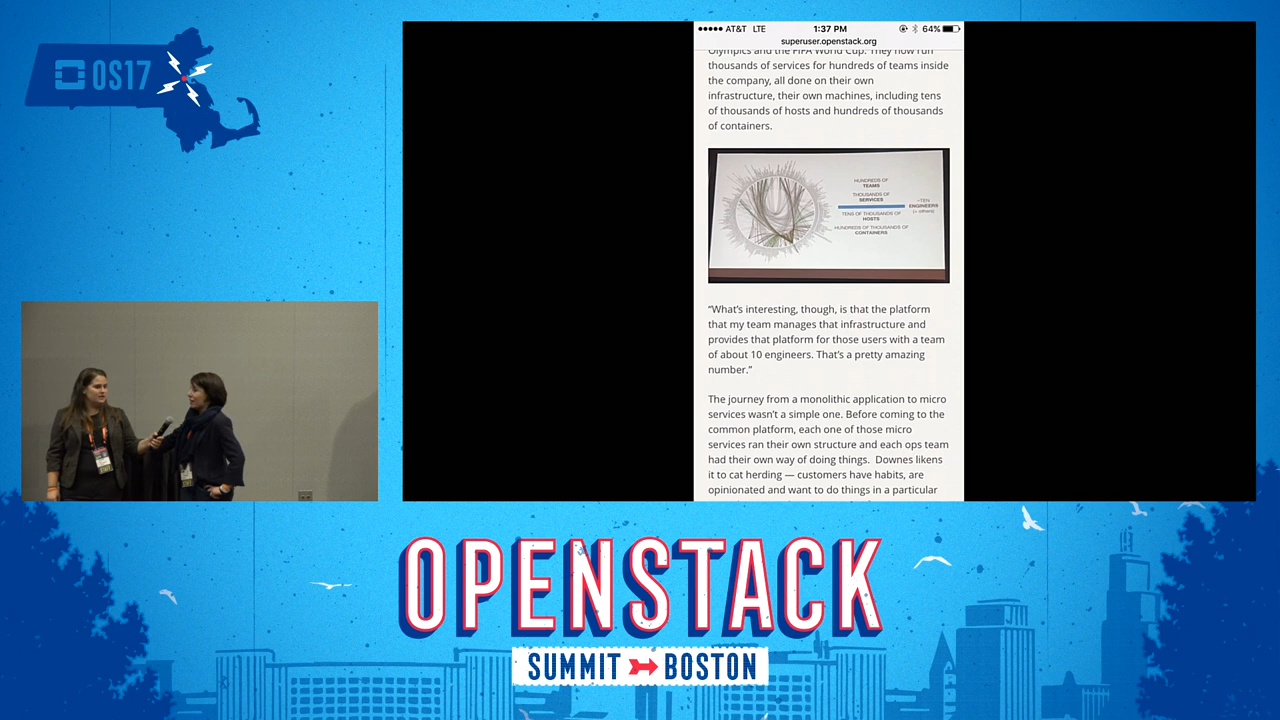 OS17
AT&T LTE
1:37 PM
64%
superuser.openstack.org
Olympics and the FIFA World Cup. They now run
thousands of services for hundreds of teams inside
the company, all done on their own
infrastructure, their own machines, including tens
of thousands of hosts and hundreds of thousands
of containers.
HUNDREDS OF
TEAMS
THOUSANDS OF
SERVICES
~TEN
ENGINEERS
(+ others)
TENS OF THOUSANDS OF
HOSTS
HUNDREDS OF THOUSANDS OF
CONTAINERS
“What’s interesting, though, is that the platform
that my team manages that infrastructure and
provides that platform for those users with a team
of about 10 engineers. That’s a pretty amazing
number.”
The journey from a monolithic application to micro
services wasn’t a simple one. Before coming to the
common platform, each one of those micro
services ran their own structure and each ops team
had their own way of doing things. Downes likens
it to cat herding — customers have habits, are
opinionated and want to do things in a particular
OPENSTACK
SUMMIT BOSTON